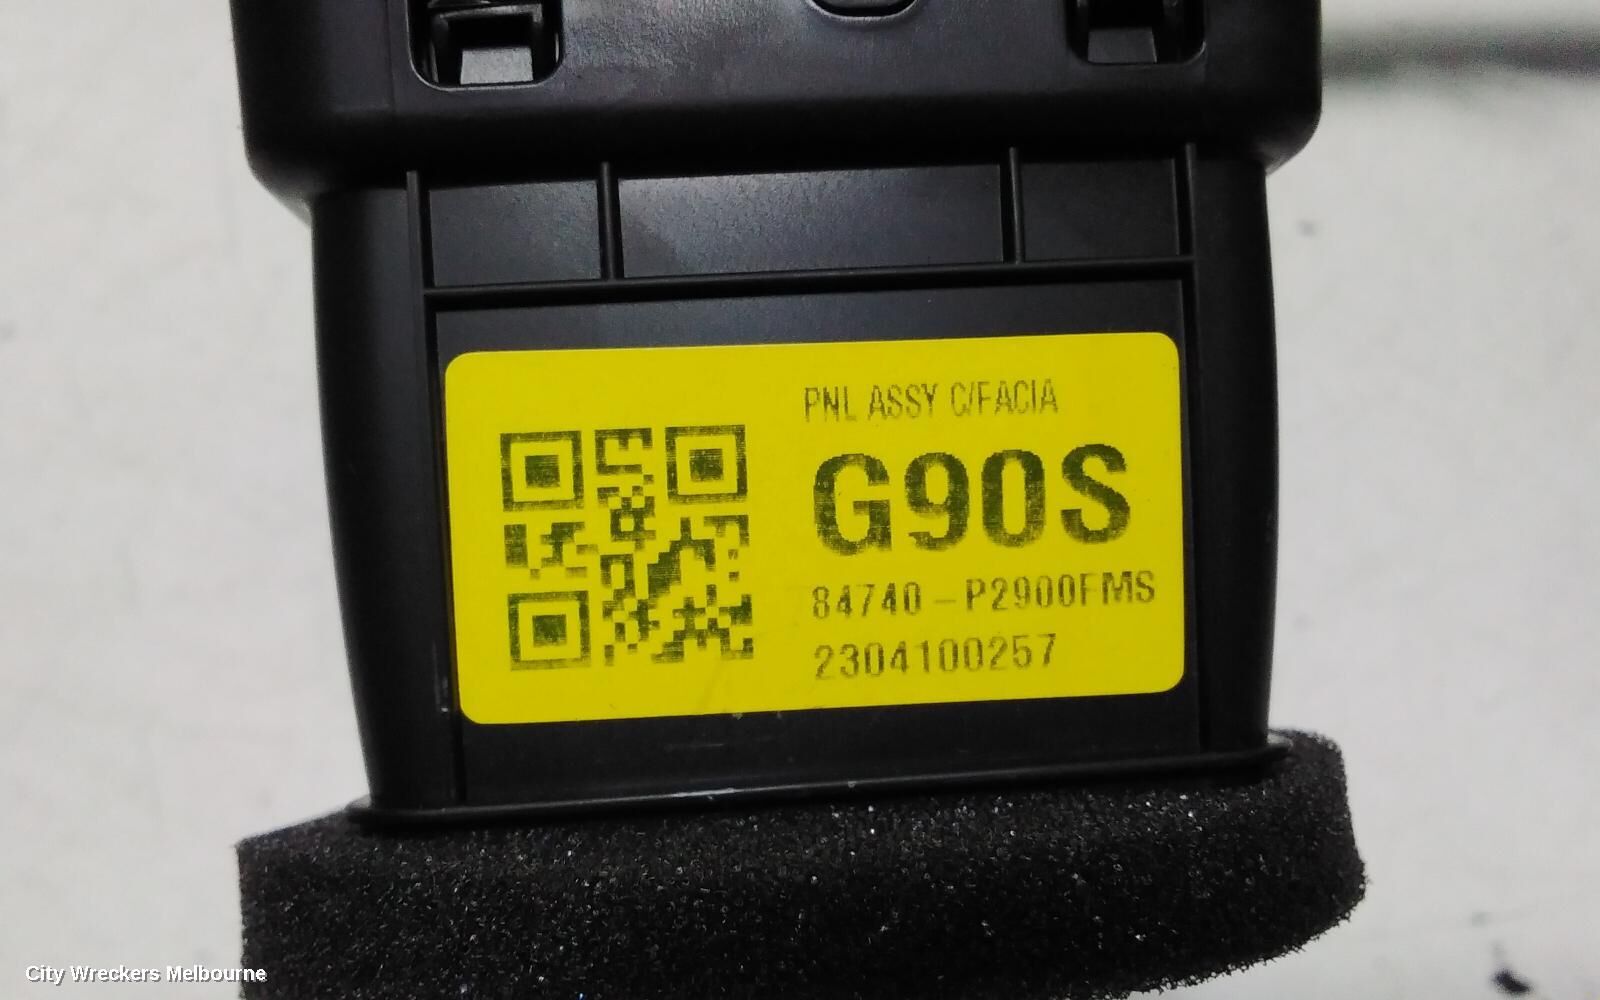 PNL ASSY C/FACIA
G90S
84740-P2900FMS
2304100257
City Wreckers Melbourne